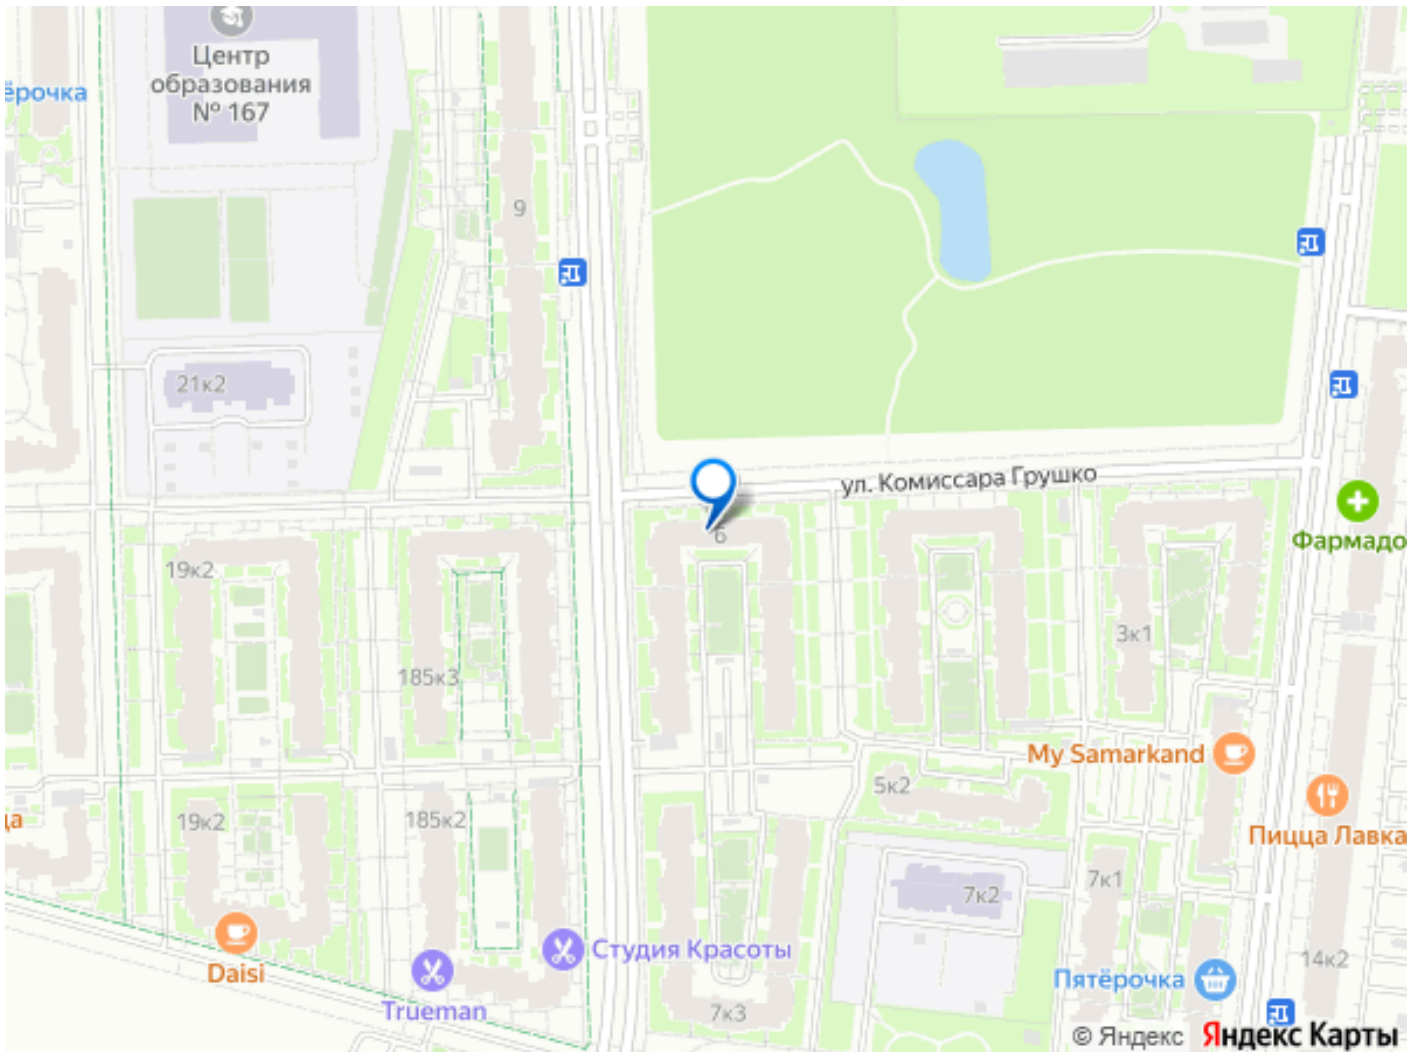 Центр
образования
№ 167
ёрочка
9
21к2
ул. Комиссара Грушко
6
Фармадо
19к2
3к1
185к3
My Samarkand
5к2
19к2
185к2
да
Пицца Лавка
7к1
7к2
Студия Красоты
14к2
Daisi
Пятёрочка
Trueman
7к3
© Яндекс Яндекс Карты